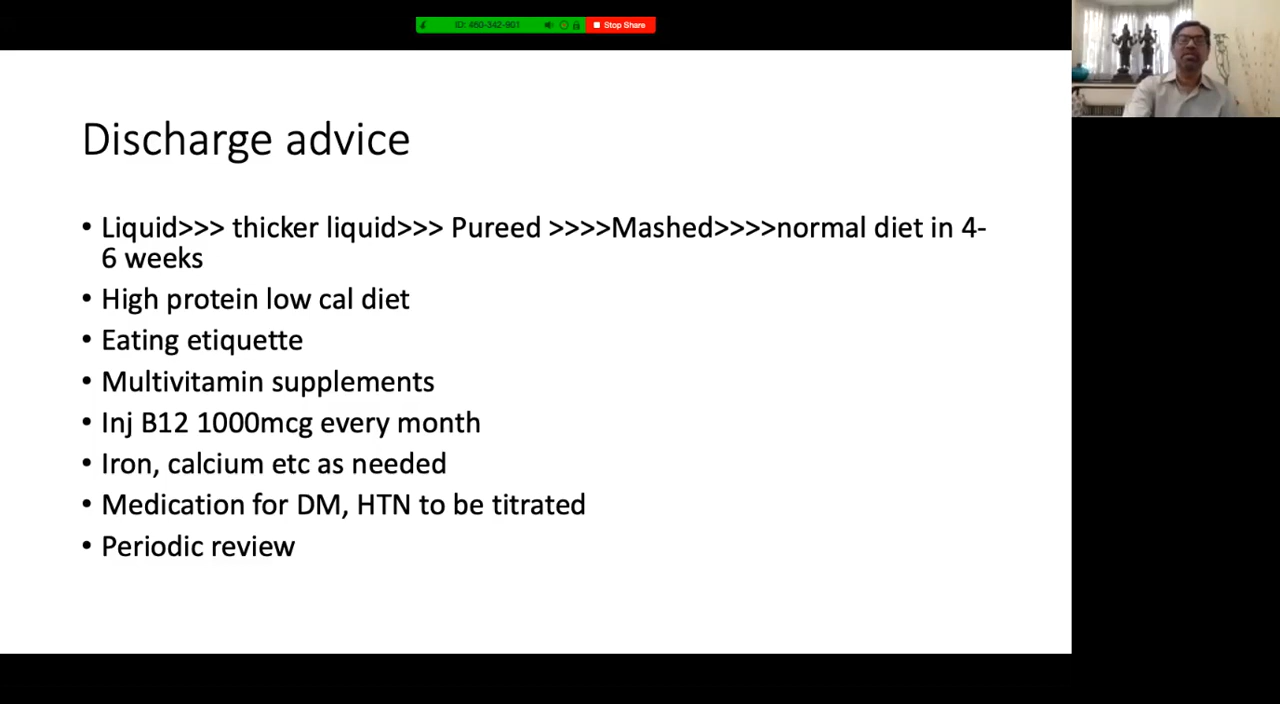 ID: 460-342-901
Stop Share
Discharge advice
• Liquid>>> thicker liquid>>> Pureed >>>>Mashed>>>>normal diet in 4-
6 weeks
• High protein low cal diet
• Eating etiquette
• Multivitamin supplements
• Inj B12 1000mcg every month
• Iron, calcium etc as needed
• Medication for DM, HTN to be titrated
• Periodic review